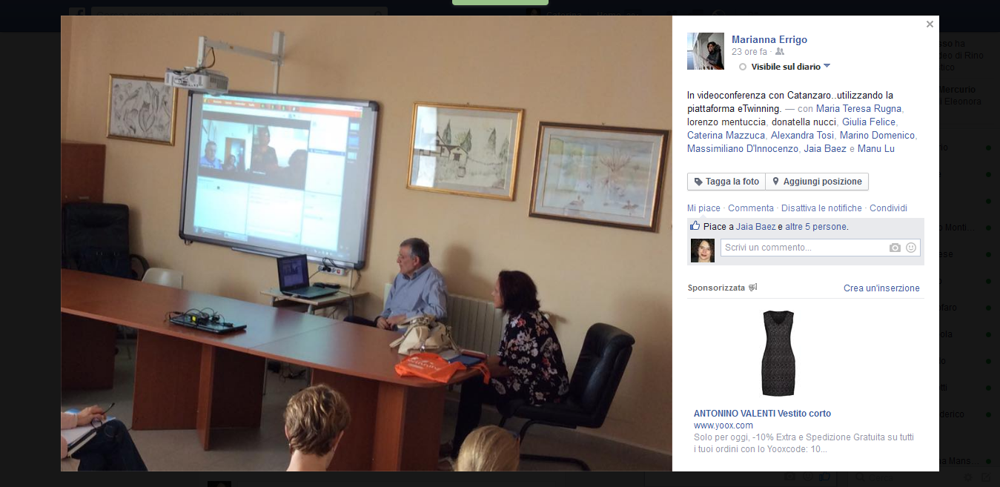 Marianna Errigo
23 ore fa ·
Visibile sul diario
In videoconferenza con Catanzaro..utilizzando la
piattaforma eTwinning. — con Maria Teresa Rugna,
lorenzo mentuccia, donatella nucci, Giulia Felice,
Caterina Mazzuca, Alexandra Tosi, Marino Domenico,
Massimiliano D'Innocenzo, Jaia Baez e Manu Lu
Tagga la foto Aggiungi posizione
Mi piace · Commenta · Disattiva le notifiche · Condividi
Piace a Jaia Baez e altre 5 persone.
Scrivi un commento...
Sponsorizzata Crea un'inserzione
ANTONINO VALENTI Vestito corto
www.yoox.com
Solo per oggi, -10% Extra e Spedizione Gratuita su tutti
i tuoi ordini con lo Yooxcode: 10...